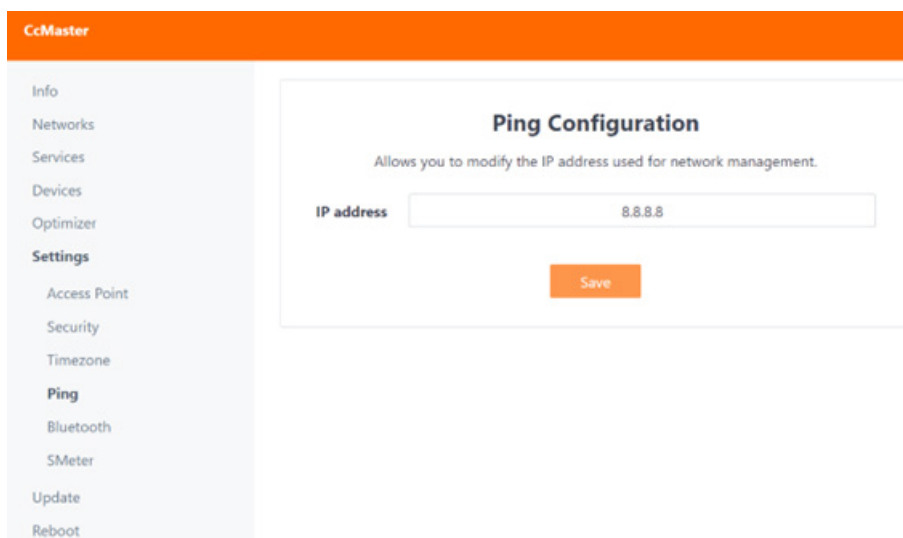 CcMaster
Info
Networks
Services
Devices
Optimizer
Settings
Access Point
Security
Timezone
Ping
Bluetooth
SMeter
Update
Reboot
Ping Configuration
Allows you to modify the IP address used for network management.
IP address 8.8.8.8
Save